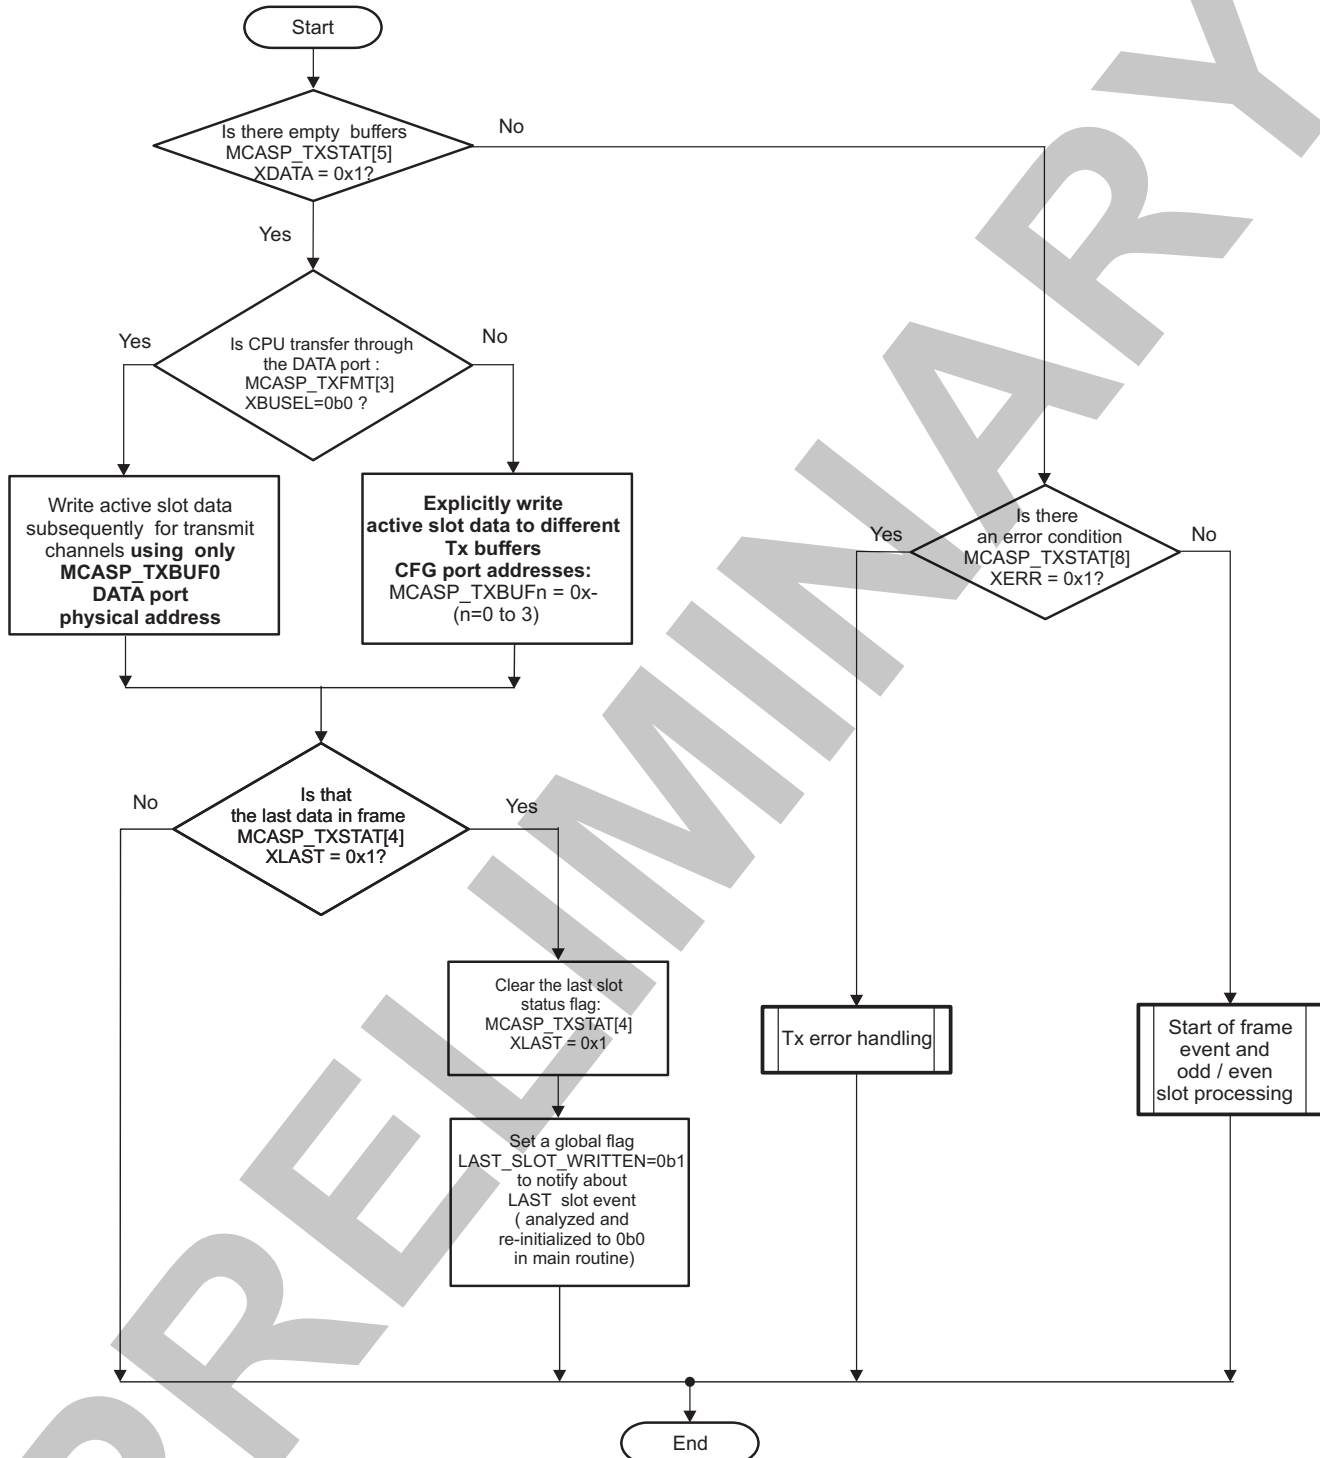 Start
Is there empty buffers
MCASP_TXSTAT[5]
XDATA = 0x1?
No
Yes
Is CPU transfer through
the DATA port :
MCASP_TXFMT[3]
XBUSEL=0b0 ?
Yes
No
Write active slot data
subsequently for transmit
channels using only
MCASP_TXBUF0
DATA port
physical address
Explicitly write
active slot data to different
Tx buffers
CFG port addresses:
MCASP_TXBUFn = 0x-
(n=0 to 3)
Is there
an error condition
MCASP_TXSTAT[8]
XERR = 0x1?
Yes
No
Is that
the last data in frame
MCASP_TXSTAT[4]
XLAST = 0x1?
No
Yes
Clear the last slot
status flag:
MCASP_TXSTAT[4]
XLAST = 0x1
Tx error handling
Start of frame
event and
odd / even
slot processing
Set a global flag
LAST_SLOT_WRITTEN=0b1
to notify about
LAST slot event
( analyzed and
re-initialized to 0b0
in main routine)
End
PRELIMINARY